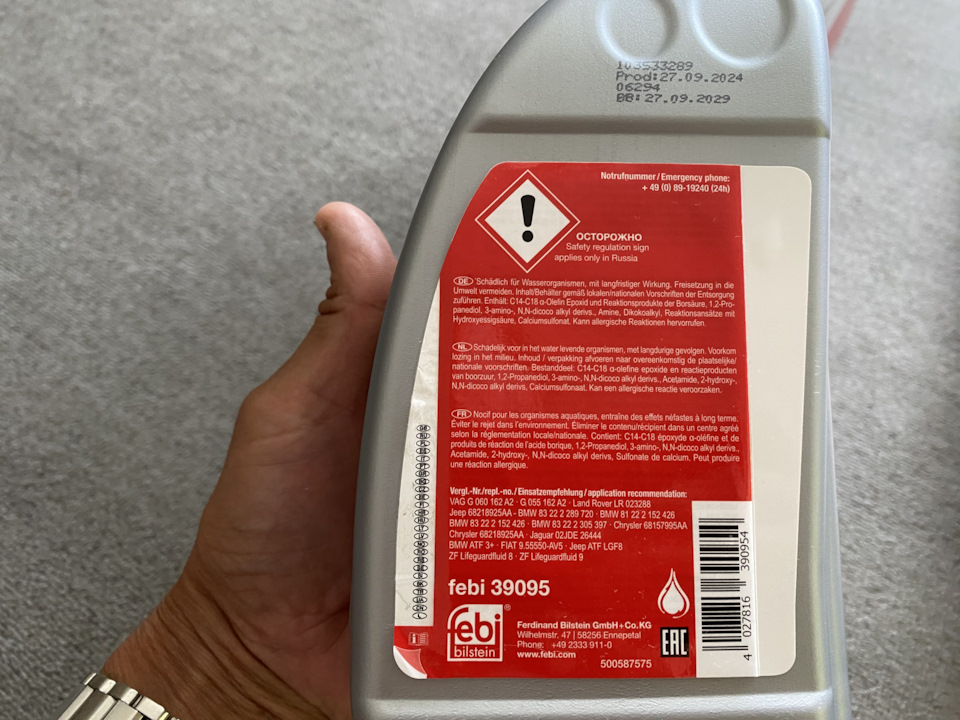 103533289
Prod:27.09.2024
06294
BB: 27.09.2029
Notrufnummer / Emergency phone:
+ 49 (0) 89-19240 (24h)
ОСТОРОЖНО
Safety regulation sign
applies only in Russia
DE Schädlich für Wasserorganismen, mit langfristiger Wirkung. Freisetzung in die
Umwelt vermeiden. Inhalt/Behälter gemäß lokalen/nationalen Vorschriften der Entsorgung
zuführen. Enthält: C14-C18 α-Olefin Epoxid und Reaktionsprodukte der Borsäure, 1,2-Pro-
panediol, 3-amino-, N,N-dicoco alkyl derivs., Amine, Dikokoalkyl, Reaktionsansätze mit
Hydroxyessigsäure, Calciumsulfonat. Kann allergische Reaktionen hervorrufen.
NL Schadelijk voor in het water levende organismen, met langdurige gevolgen. Voorkom
lozing in het milieu. Inhoud / verpakking afvoeren naar overeenkomstig de plaatselijke/
nationale voorschriften. Bestanddeel: C14-C18 α-olefine epoxide en reactieproducten
van boorzuur, 1,2-Propanediol, 3-amino-, N,N-dicoco alkyl derivs., Acetamide, 2-hydroxy-,
N,N-dicoco alkyl derivs, Calciumsulfonaat. Kan een allergische reactie veroorzaken.
FR Nocif pour les organismes aquatiques, entraîne des effets néfastes à long terme.
Éviter le rejet dans l'environnement. Éliminer le contenu/récipient dans un centre agréé
selon la réglementation locale/nationale. Contient: C14-C18 époxyde α-oléfine et de
produits de réaction de l'acide borique, 1,2-Propanediol, 3-amino-, N,N-dicoco alkyl derivs.,
Acetamide, 2-hydroxy-, N,N-dicoco alkyl derivs, Sulfonate de calcium. Peut produire
une réaction allergique.
Vergl.-Nr./repl.-no./ Einsatzempfehlung / application recommendation:
VAG G 060 162 A2 · G 055 162 A2 · Land Rover LR 023288
Jeep 68218925AA - BMW 83 22 2 289 720 · BMW 81 22 2 152 426
BMW 83 22 2 152 426 · BMW 83 22 2 305 397 · Chrysler 68157995AA
Chrysler 68218925AA · Jaguar 02JDE 26444
BMW ATF 3+ · FIAT 9.55550-AV5 · Jeep ATF LGF8
ZF Lifeguardfluid 8 · ZF Lifeguardfluid 9
febi 39095
febi
bilstein
®
Ferdinand Bilstein GmbH+Co.KG
Wilhelmstr. 47 | 58256 Ennepetal
Phone: +49 2333 911-0
www.febi.com
500587575
EAC
4 027816 390954